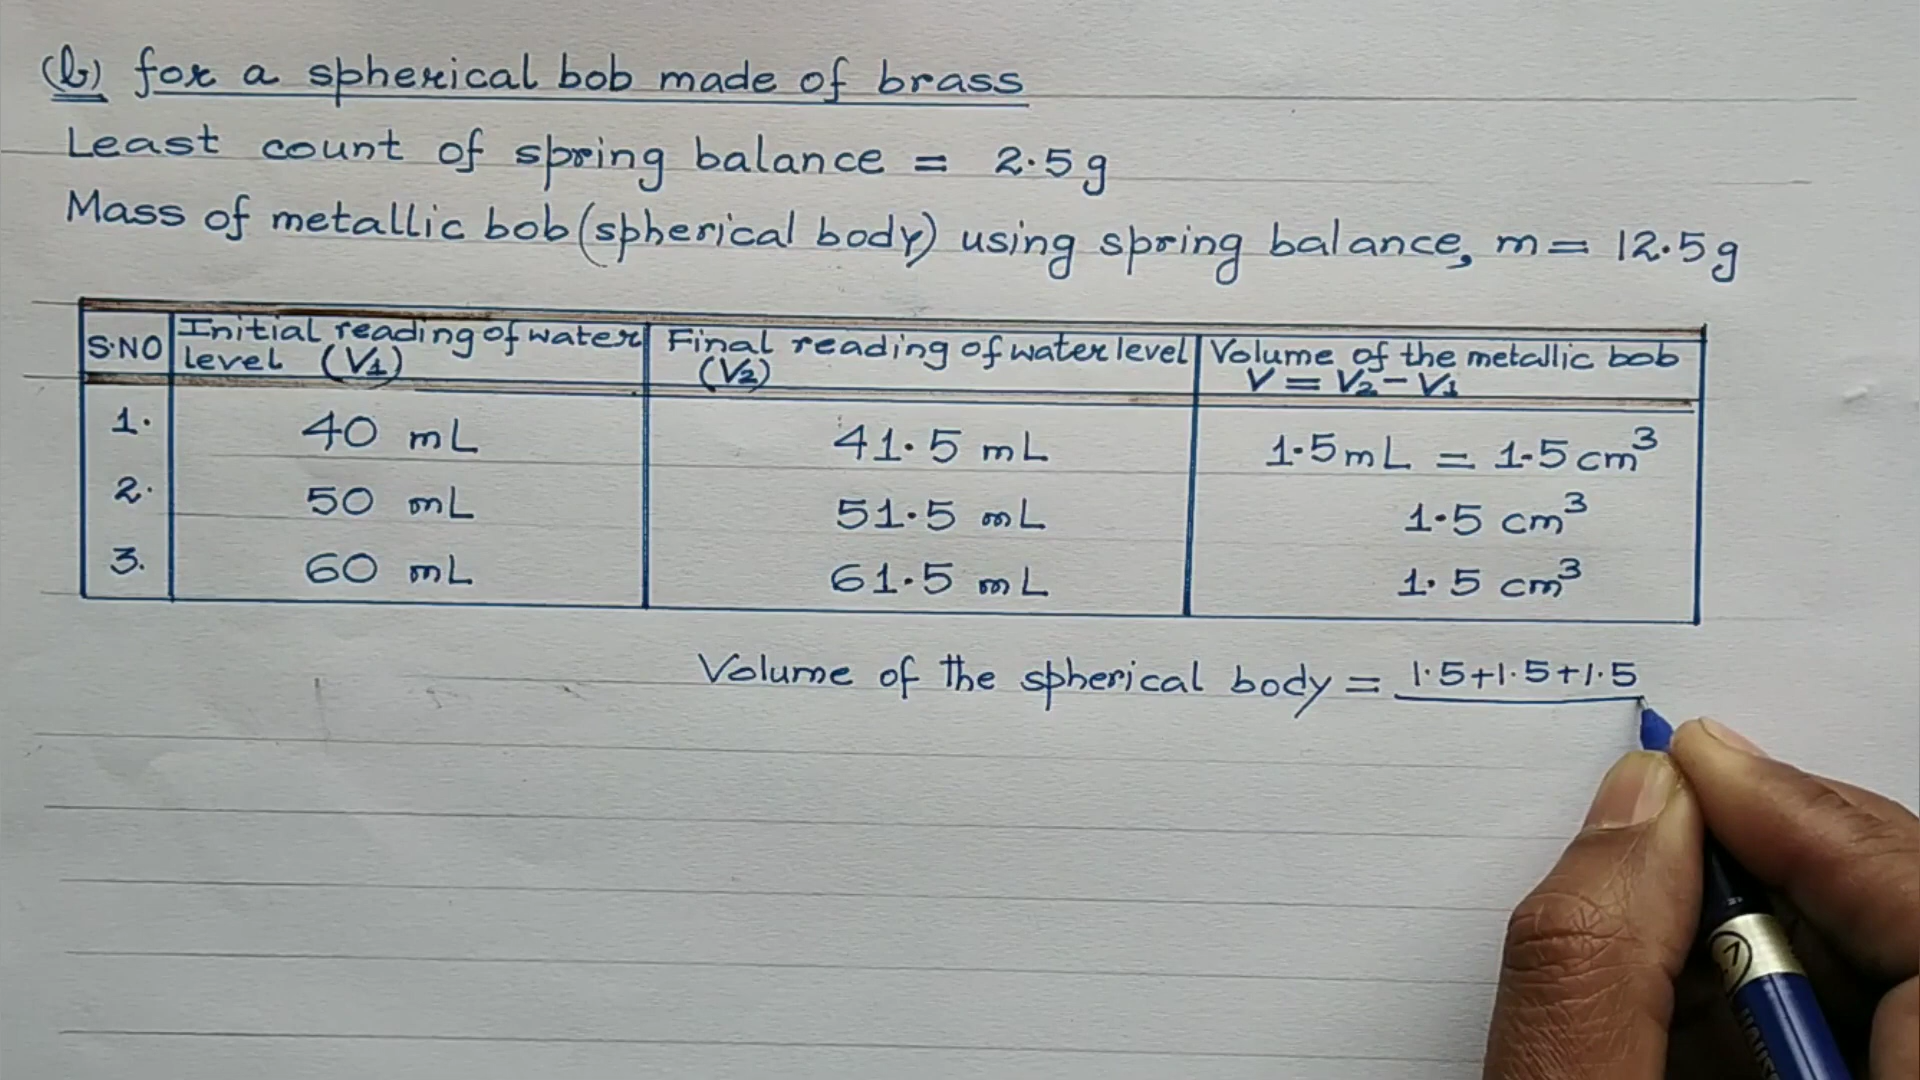 (b) for a spherical bob made of brass
Least count of spring balance = 2.5g
Mass of metallic bob (spherical body) using spring balance, m = 12.5g
S.NO Initial reading of water level (V1) Final reading of water level (V2) Volume of the metallic bob V = V2 - V1
1. 40 mL 41.5 mL 1.5 mL = 1.5 cm³
2. 50 mL 51.5 mL 1.5 cm³
3. 60 mL 61.5 mL 1.5 cm³
Volume of the spherical body = 1.5+1.5+1.5